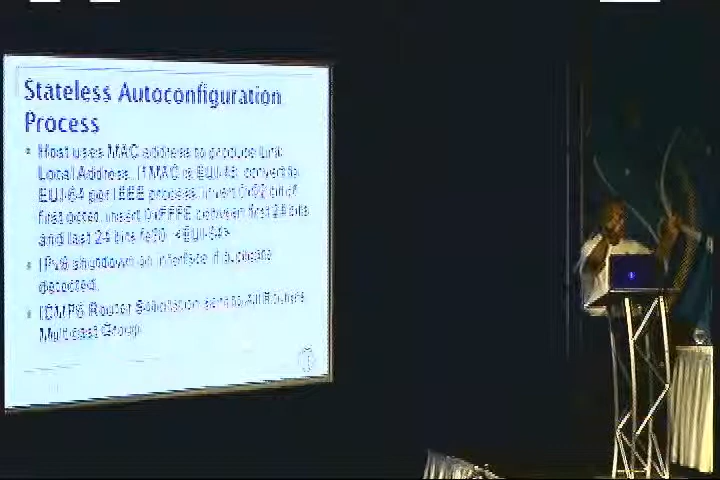 Stateless Autoconfiguration
Process
• Host uses MAC address to produce Link
Local Address. If MAC is EUI-48 convert to
EUI-64 per IEEE process: invert 0x02 bit of
first octet, insert 0xFFFE between first 24 bits
and last 24 bits fe80::<EUI-64>
• IPv6 shutdown on interface if duplicate
detected.
• ICMP6 Router Solicitation sent to All Routers
Multicast Group